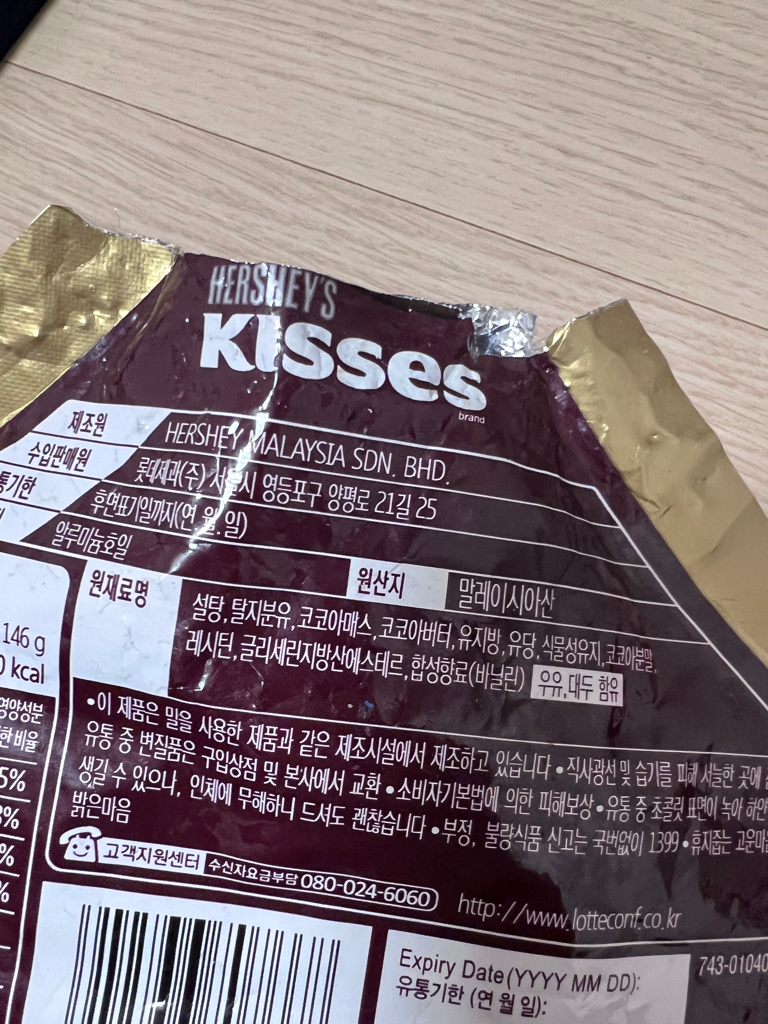 HERSHEY'S
KISSES
brand
제조원 HERSHEY MALAYSIA SDN. BHD.
수입판매원 롯데제과(주) 서울시 영등포구 양평로 21길 25
통기한 후면표기일까지(연.월.일)
알루미늄호일
원산지 말레이시아산
원재료명 설탕, 탈지분유, 코코아매스, 코코아버터, 유지방, 유당, 식물성유지, 코코아분말,
레시틴, 글리세린지방산에스테르, 합성향료(바닐린) 우유, 대두 함유
146 g
0 kcal
영양성분
한 비율
5%
%
%
%
•이 제품은 밀을 사용한 제품과 같은 제조시설에서 제조하고 있습니다 •직사광선 및 습기를 피해 서늘한 곳에
유통 중 변질품은 구입상점 및 본사에서 교환 •소비자기본법에 의한 피해보상 •유통 중 초콜릿 표면이 녹아 하얀
생길 수 있으나, 인체에 무해하니 드셔도 괜찮습니다 •부정, 불량식품 신고는 국번없이 1399 •휴지줍는 고운마
밝은마음
고객지원센터 수신자요금부담 080-024-6060
http://www.lotteconf.co.kr
Expiry Date(YYYY MM DD):
유통기한 (연 월 일):
743-01040